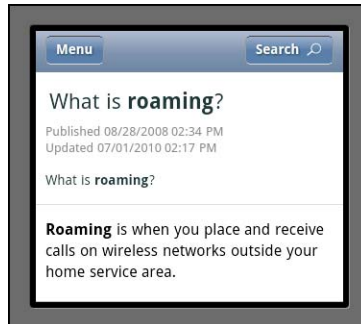 Menu
Search
What is roaming?
Published 08/28/2008 02:34 PM
Updated 07/01/2010 02:17 PM
What is roaming?
Roaming is when you place and receive
calls on wireless networks outside your
home service area.